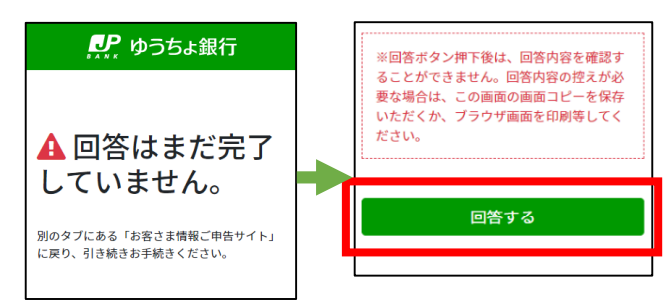 JP
BANK
ゆうちょ銀行
回答はまだ完了
していません。
別のタブにある「お客さま情報ご申告サイト」
に戻り、引き続きお手続きください。
※回答ボタン押下後は、回答内容を確認す
ることができません。回答内容の控えが必
要な場合は、この画面の画面コピーを保存
いただくか、ブラウザ画面を印刷等してく
ださい。
回答する